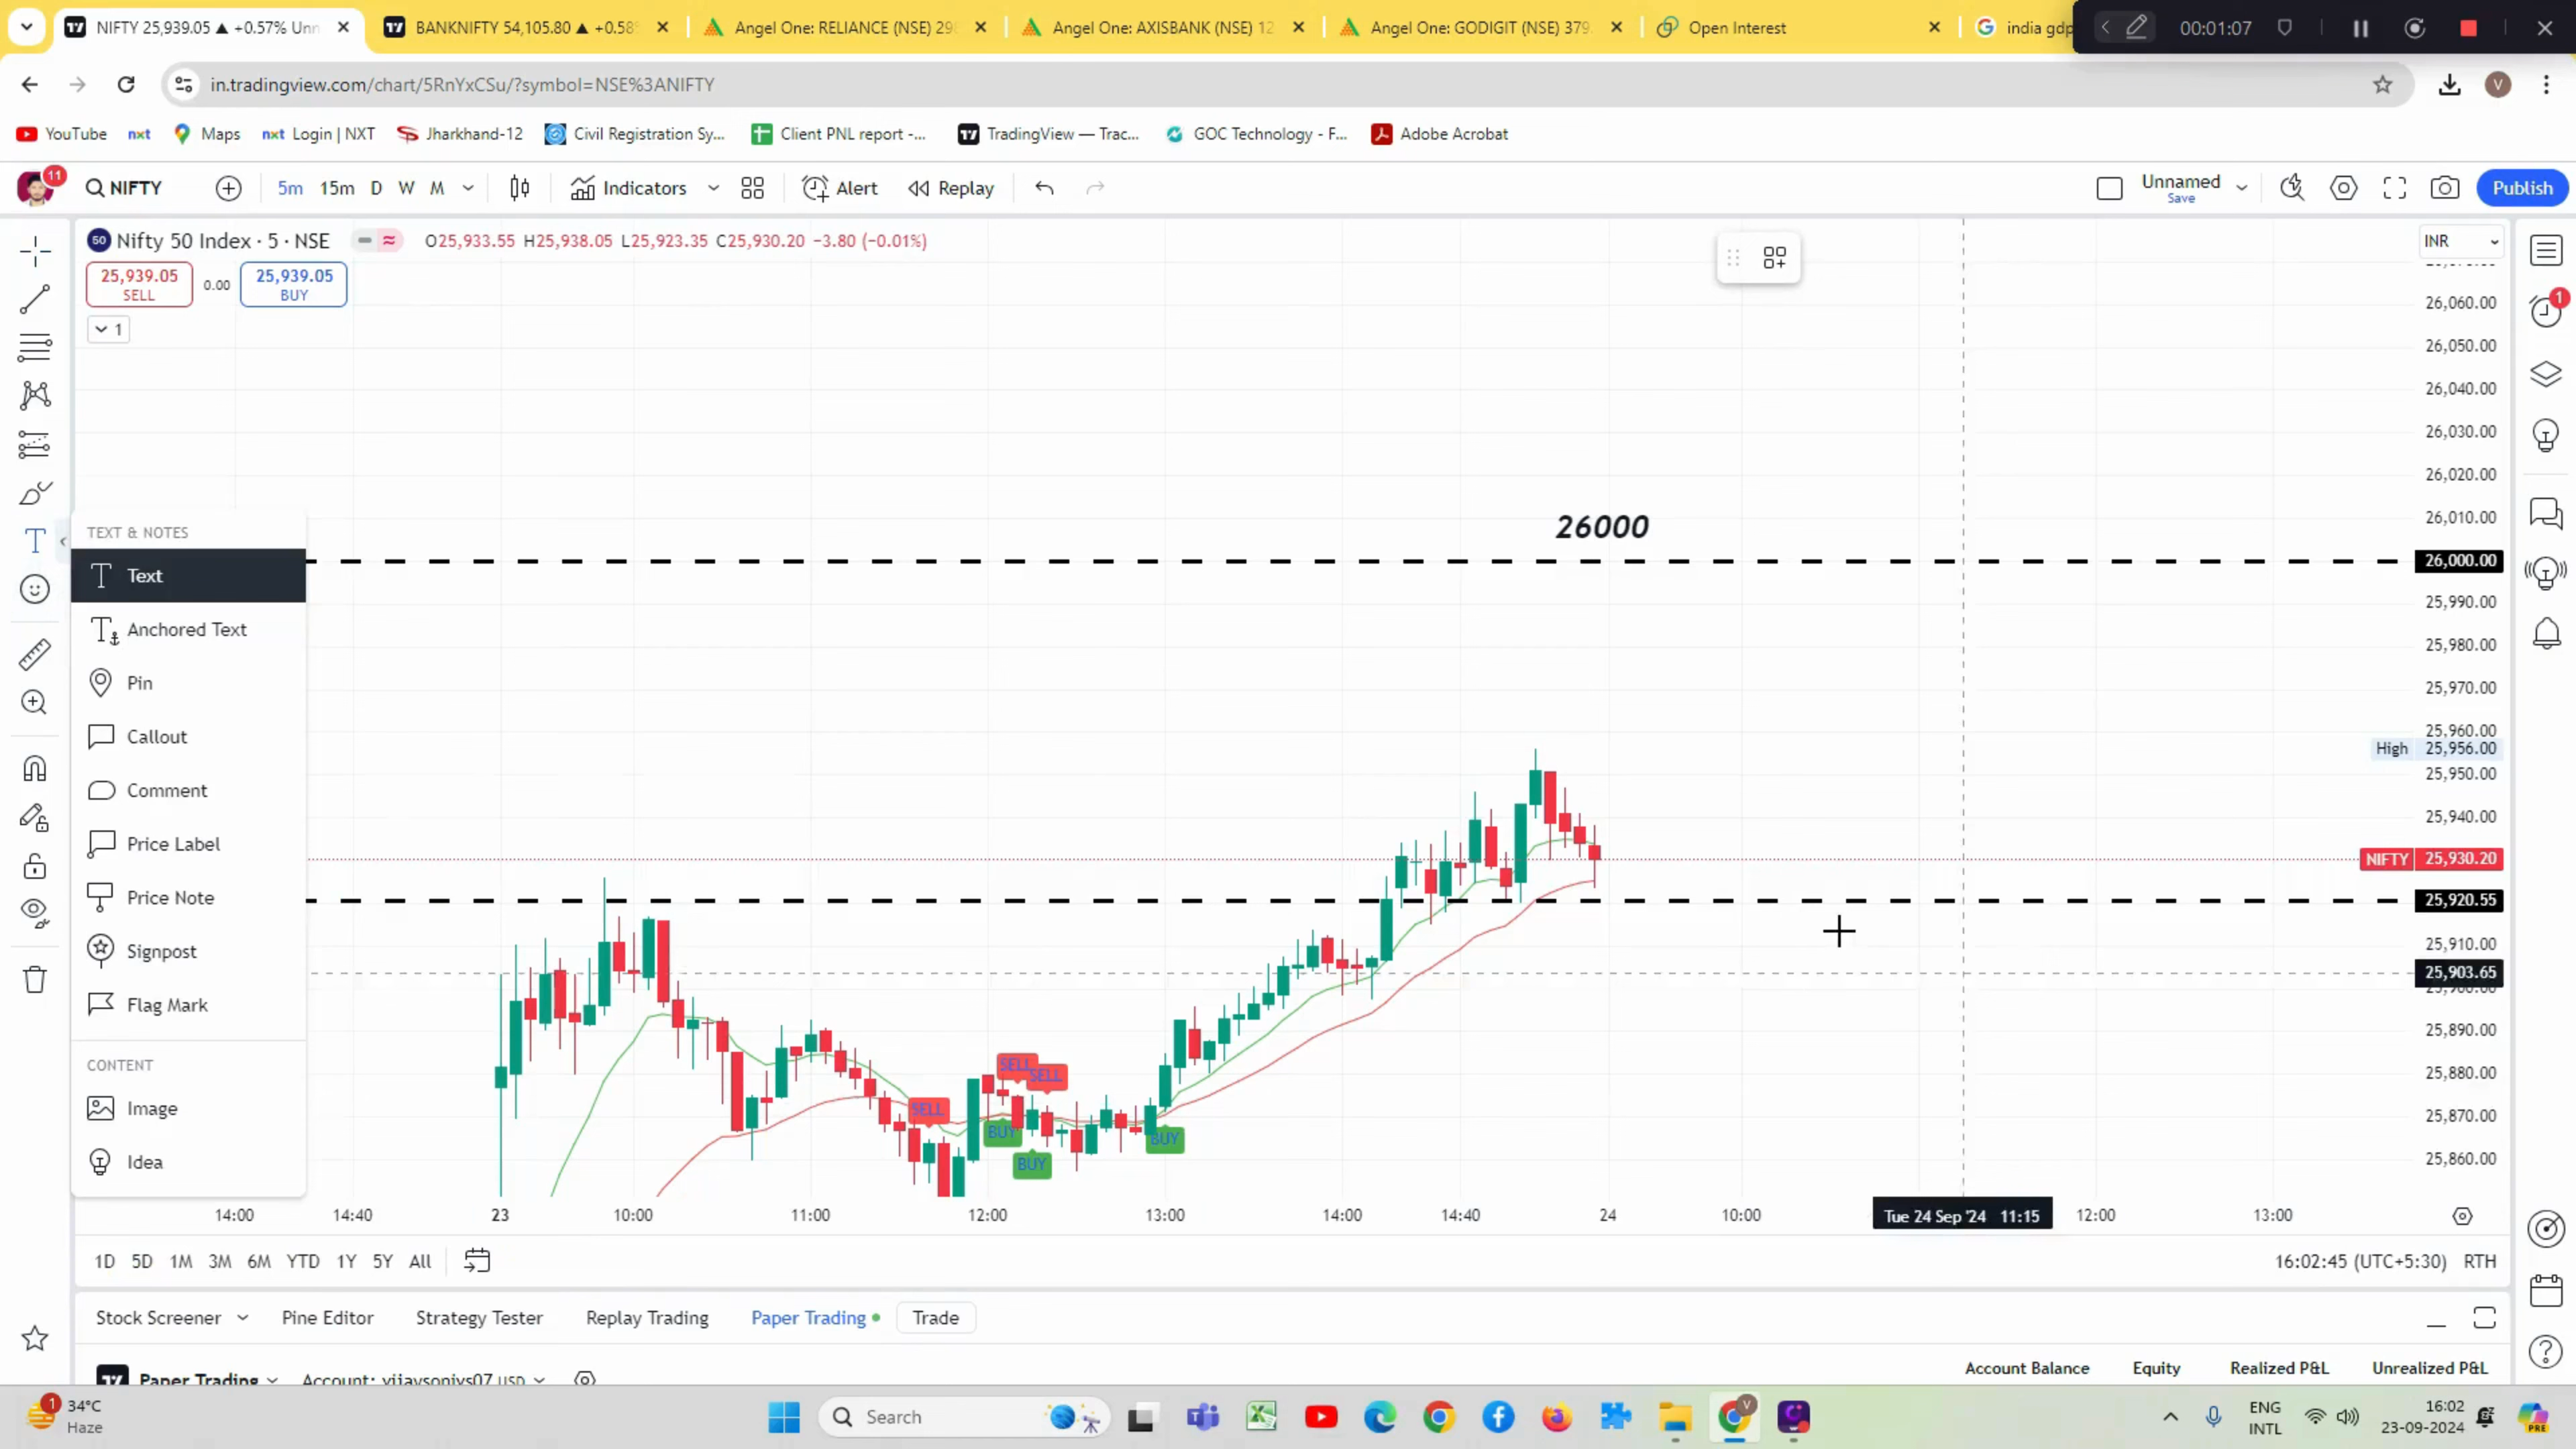 NIFTY 25,939.05 ▲ +0.57% Unn
BANKNIFTY 54,105.80 ▲ +0.58
Angel One: RELIANCE (NSE) 29
Angel One: AXISBANK (NSE) 12
Angel One: GODIGIT (NSE) 379
Open Interest
india gdp
00:01:07
in.tradingview.com/chart/5RnYxCSu/?symbol=NSE%3ANIFTY
V
YouTube
nxt
Maps
nxt Login | NXT
Jharkhand-12
Civil Registration Sy...
Client PNL report -...
TradingView — Trac...
GOC Technology - F...
Adobe Acrobat
11
NIFTY
5m 15m D W M
Indicators
Alert
Replay
Unnamed
Save
Publish
50 Nifty 50 Index · 5 · NSE
O25,933.55 H25,938.05 L25,923.35 C25,930.20 −3.80 (−0.01%)
INR
25,939.05
SELL
0.00
25,939.05
BUY
1
1
26,060.00
26,050.00
26,040.00
26,030.00
26,020.00
26,010.00
26000
26,000.00
25,990.00
25,980.00
25,970.00
25,960.00
High 25,956.00
25,950.00
25,940.00
NIFTY 25,930.20
25,920.55
25,910.00
25,903.65
25,890.00
25,880.00
25,870.00
25,860.00
TEXT & NOTES
Text
Anchored Text
Pin
Callout
Comment
Price Label
Price Note
Signpost
Flag Mark
CONTENT
Image
Idea
SELL
SELL
SELL
BUY
BUY
BUY
14:00 14:40 23 10:00 11:00 12:00 13:00 14:00 14:40 24 10:00 Tue 24 Sep '24 11:15 12:00 13:00
1D 5D 1M 3M 6M YTD 1Y 5Y All
16:02:45 (UTC+5:30) RTH
Stock Screener
Pine Editor
Strategy Tester
Replay Trading
Paper Trading
Trade
Paper Trading
Account: vijaysonivs07 USD
Account Balance
Equity
Realized P&L
Unrealized P&L
1
34°C
Haze
Search
V
ENG
INTL
16:02
23-09-2024
PRE